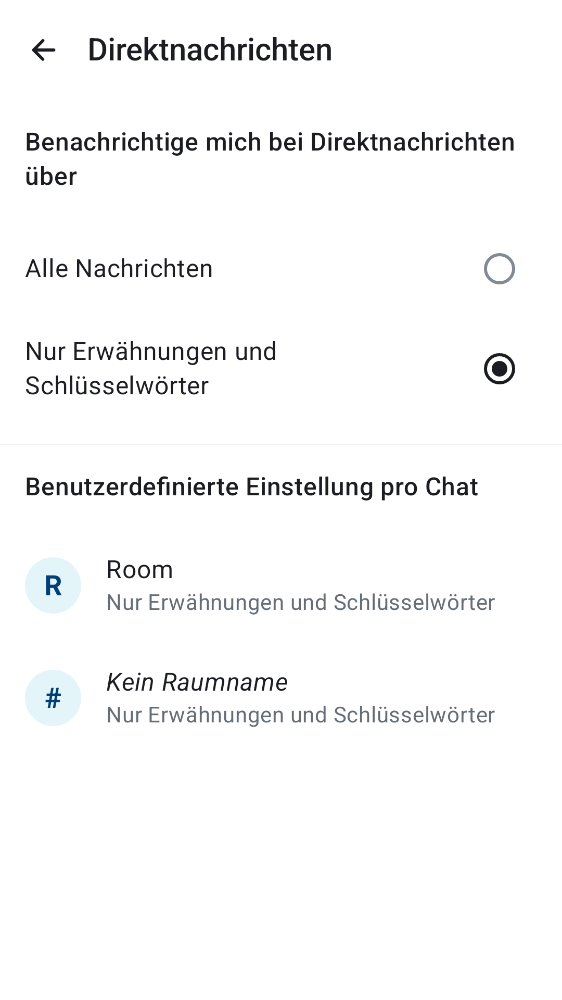 Direktnachrichten
Benachrichtige mich bei Direktnachrichten
über
Alle Nachrichten
Nur Erwähnungen und
Schlüsselwörter
Benutzerdefinierte Einstellung pro Chat
R
Room
Nur Erwähnungen und Schlüsselwörter
#
Kein Raumname
Nur Erwähnungen und Schlüsselwörter